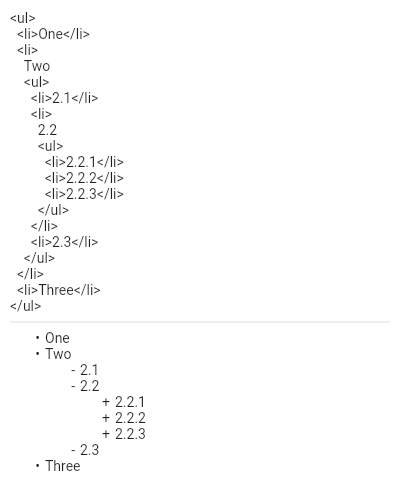 <ul>
  <li>One</li>
  <li>
    Two
    <ul>
      <li>2.1</li>
      <li>
        2.2
        <ul>
          <li>2.2.1</li>
          <li>2.2.2</li>
          <li>2.2.3</li>
        </ul>
      </li>
      <li>2.3</li>
    </ul>
  </li>
  <li>Three</li>
</ul>
• One
• Two
- 2.1
- 2.2
+ 2.2.1
+ 2.2.2
+ 2.2.3
- 2.3
• Three